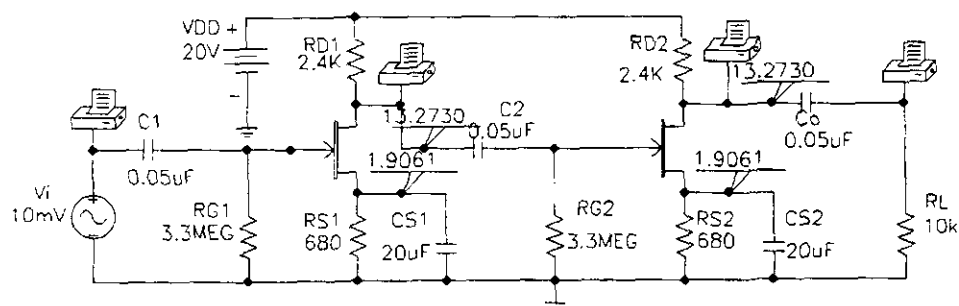 VDD +
20V
-
RD1
2.4K
RD2
2.4K
13.2730
C1
0.05uF
13.2730
C2
0.05uF
Co
0.05uF
1.9061
1.9061
+
Vi
10mV
RG1
3.3MEG
RS1
680
CS1
20uF
RG2
3.3MEG
RS2
680
CS2
20uF
RL
10k